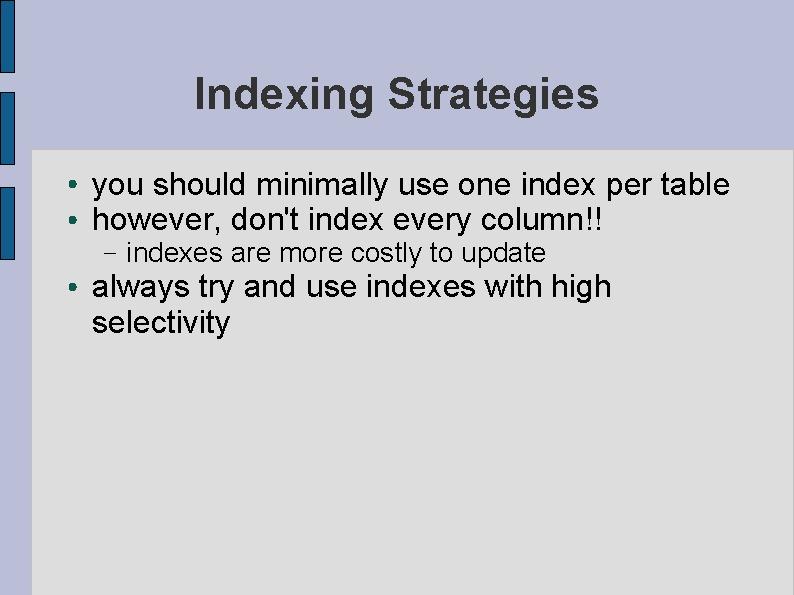 Indexing Strategies
• you should minimally use one index per table
• however, don't index every column!!
– indexes are more costly to update
• always try and use indexes with high
selectivity